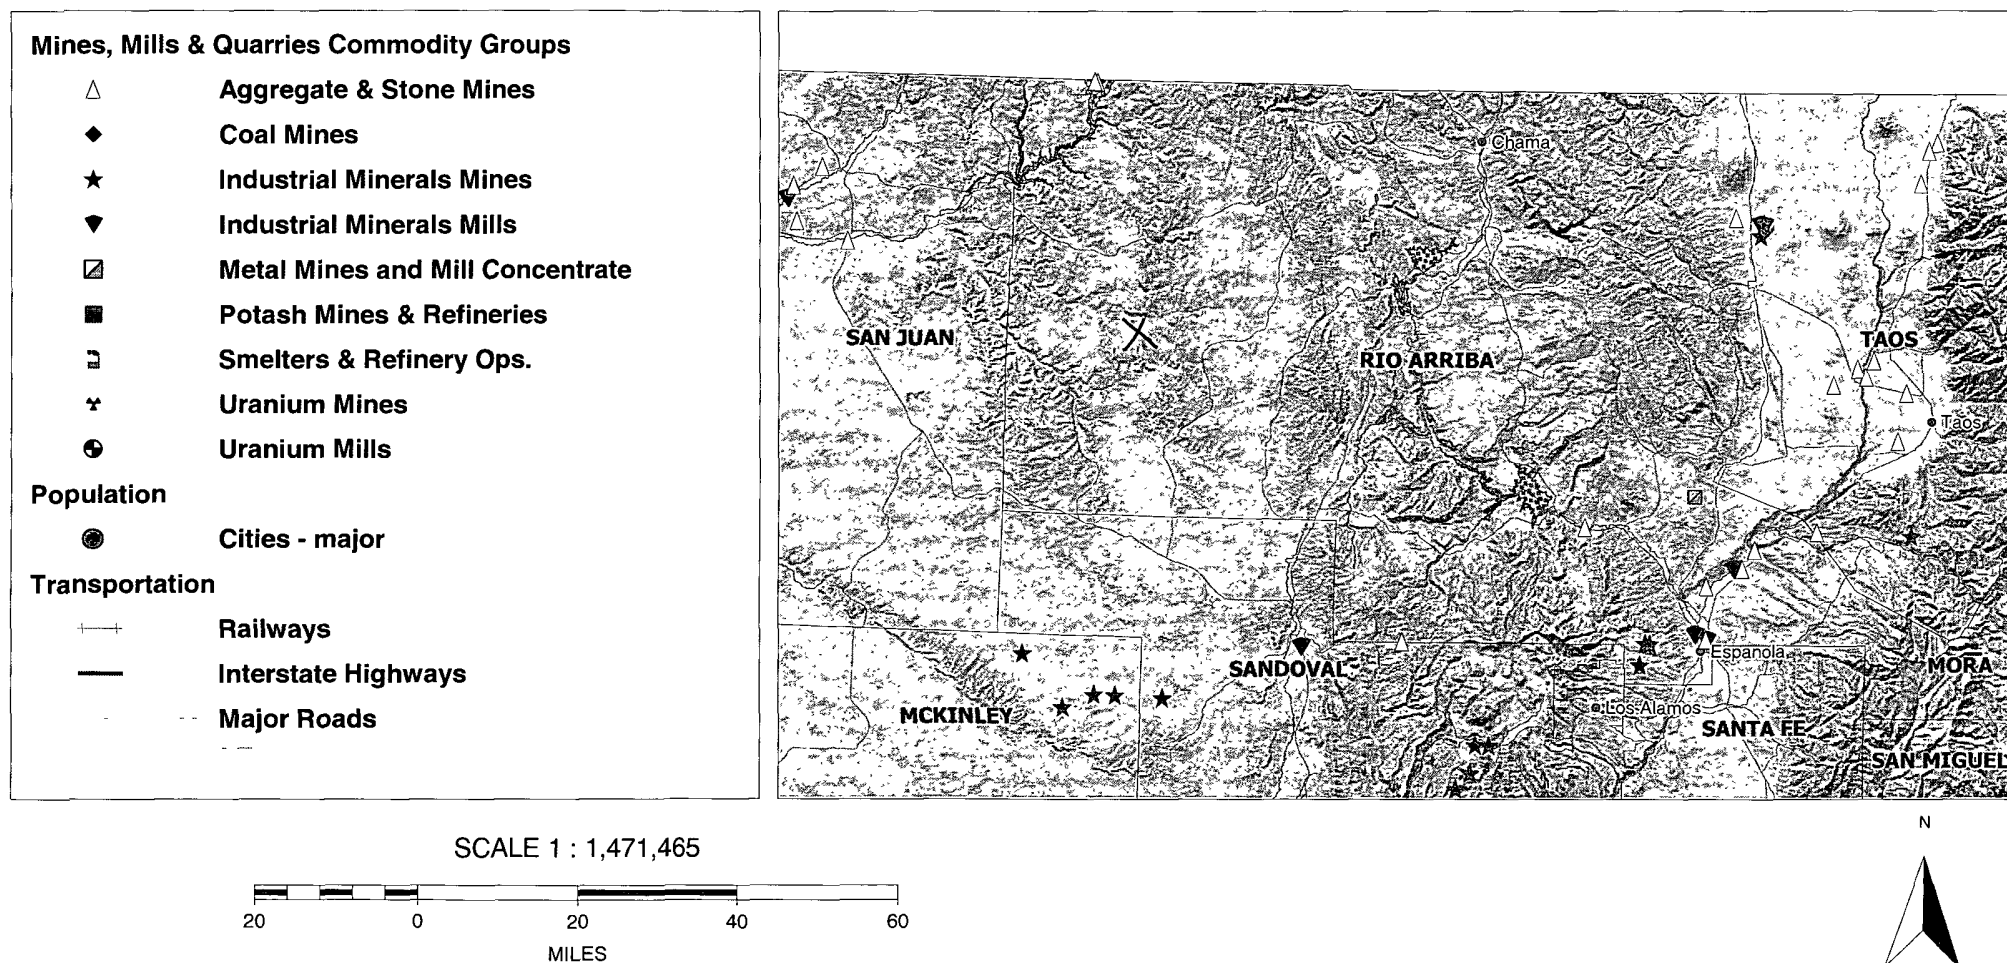 Mines, Mills & Quarries Commodity Groups
Aggregate & Stone Mines
Coal Mines
Industrial Minerals Mines
Industrial Minerals Mills
Metal Mines and Mill Concentrate
Potash Mines & Refineries
Smelters & Refinery Ops.
Uranium Mines
Uranium Mills
Population
Cities - major
Transportation
Railways
Interstate Highways
Major Roads
Chama
SAN JUAN
RIO ARRIBA
TAOS
Taos
Espanola
SANDOVAL
MORA
MCKINLEY
Los Alamos
SANTA FE
SAN MIGUEL
SCALE 1 : 1,471,465
20 0 20 40 60
MILES
N